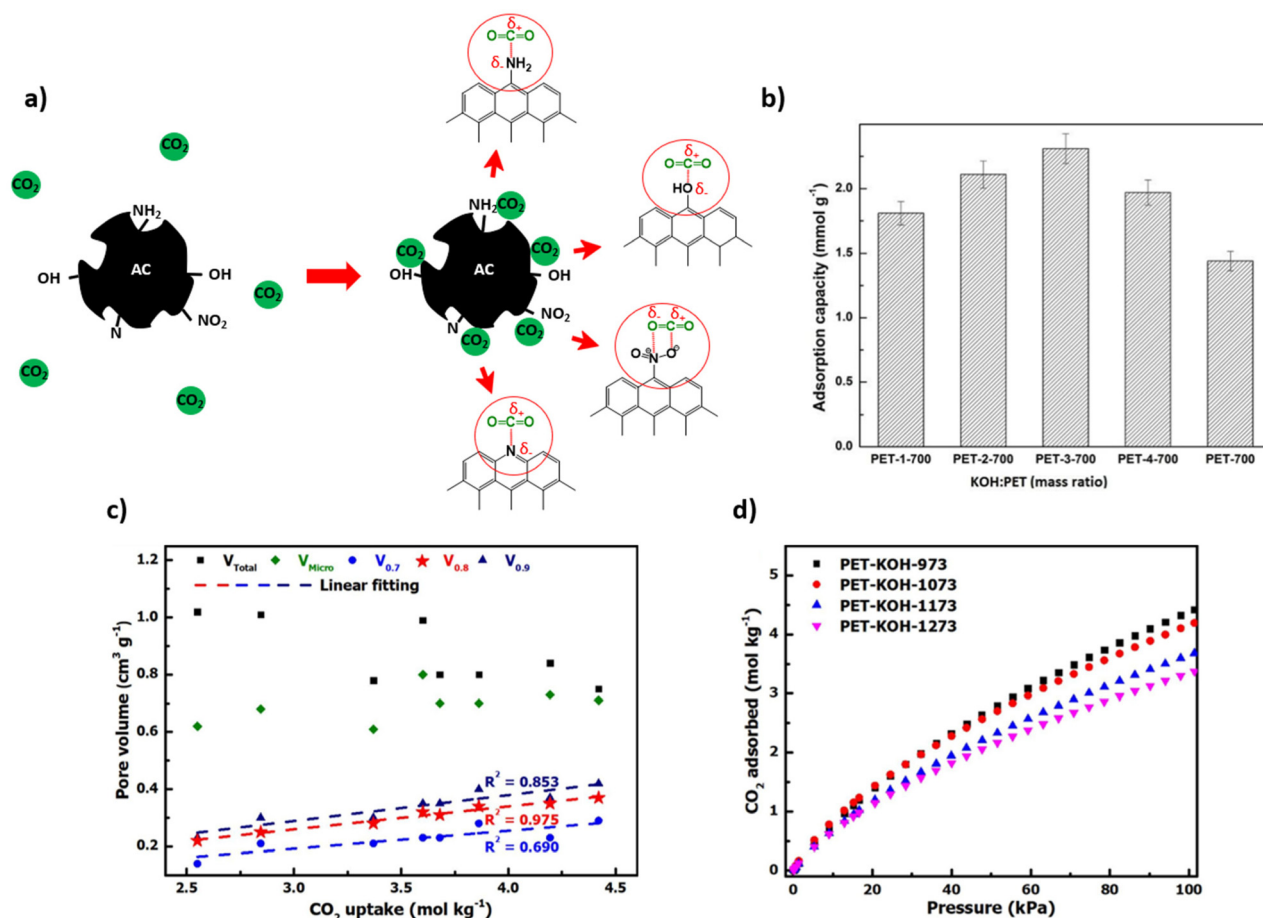 a)
CO2
CO2
CO2
CO2
CO2
NH2
OH
AC
OH
N
NO2
NH2
CO2
CO2
CO2
OH
AC
OH
N
NO2
CO2
CO2
δ+
O=C=O
δ-
NH2
δ+
O=C=O
HO
δ-
δ-
δ+
O=C=O
O
N
O
⊖
⊖
δ+
O=C=O
N
δ-
b)
Adsorption capacity (mmol g-1)
2.0
1.5
1.0
0.5
0.0
PET-1-700
PET-2-700
PET-3-700
PET-4-700
PET-700
KOH:PET (mass ratio)
c)
VTotal
VMicro
V0.7
V0.8
V0.9
Linear fitting
R2 = 0.853
R2 = 0.975
R2 = 0.690
Pore volume (cm3 g-1)
1.2
1.0
0.8
0.6
0.4
0.2
2.5
3.0
3.5
4.0
4.5
CO2 uptake (mol kg-1)
d)
PET-KOH-973
PET-KOH-1073
PET-KOH-1173
PET-KOH-1273
CO2 adsorbed (mol kg-1)
5
4
3
2
1
0
0
20
40
60
80
100
Pressure (kPa)